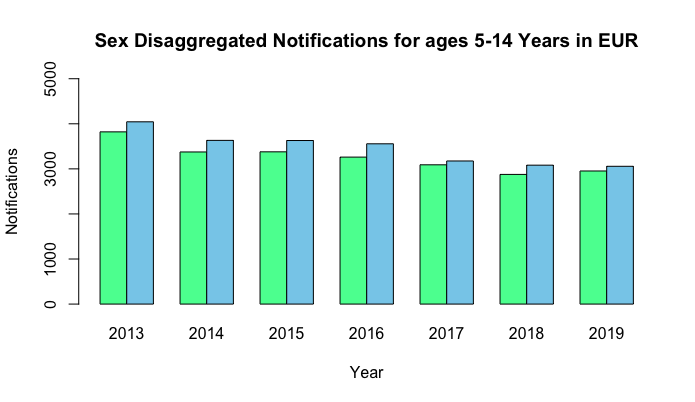 Sex Disaggregated Notifications for ages 5-14 Years in EUR
Notifications
5000
3000
1000
0
2013 2014 2015 2016 2017 2018 2019
Year